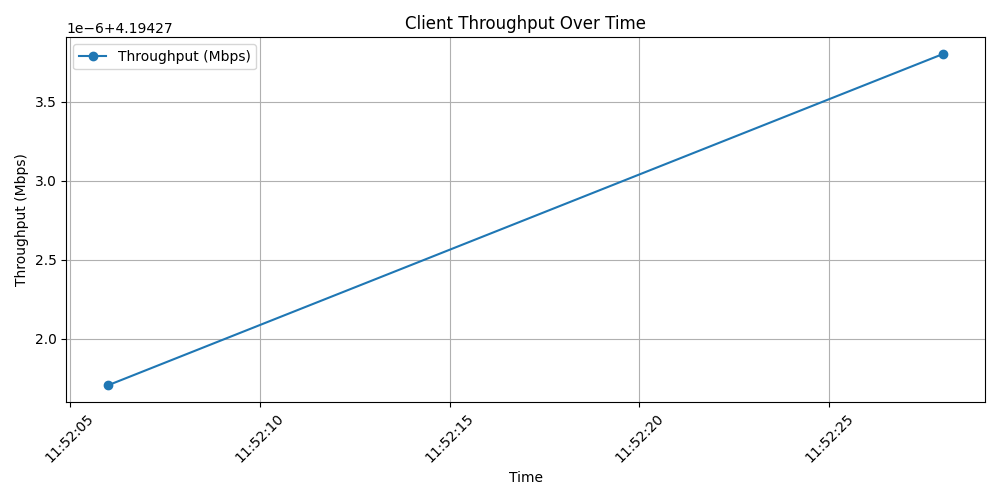 Client Throughput Over Time
1e−6+4.19427
Throughput (Mbps)
3.5
3.0
2.5
2.0
Throughput (Mbps)
11:52:05
11:52:10
11:52:15
11:52:20
11:52:25
Time